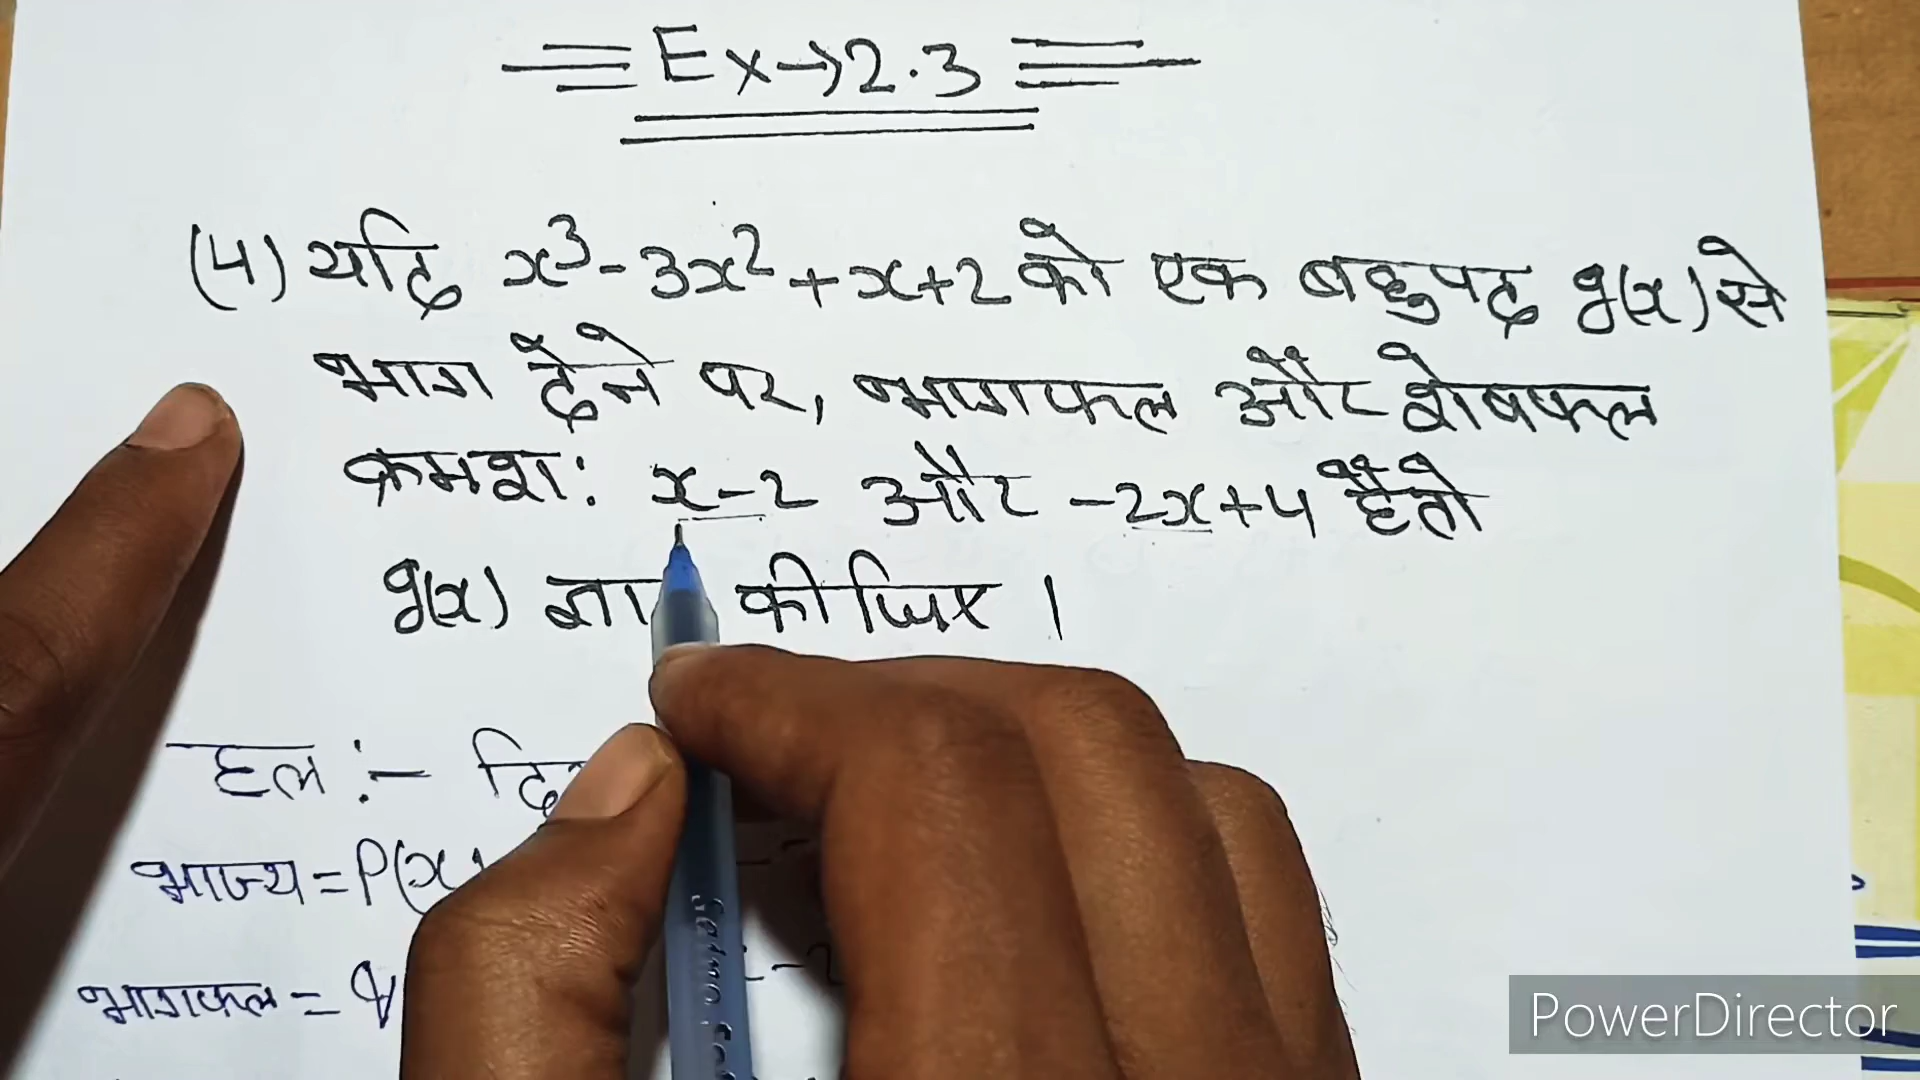 Ex→2.3
(4) यदि x³-3x²+x+2 को एक बहुपद g(x) से
भाग देने पर, भागफल और शेषफल
क्रमशः x-2 और -2x+4 हैतो
g(x) कीजिए ।
हल :-
भाज्य = P(x)
भागफल =
-2
PowerDirector